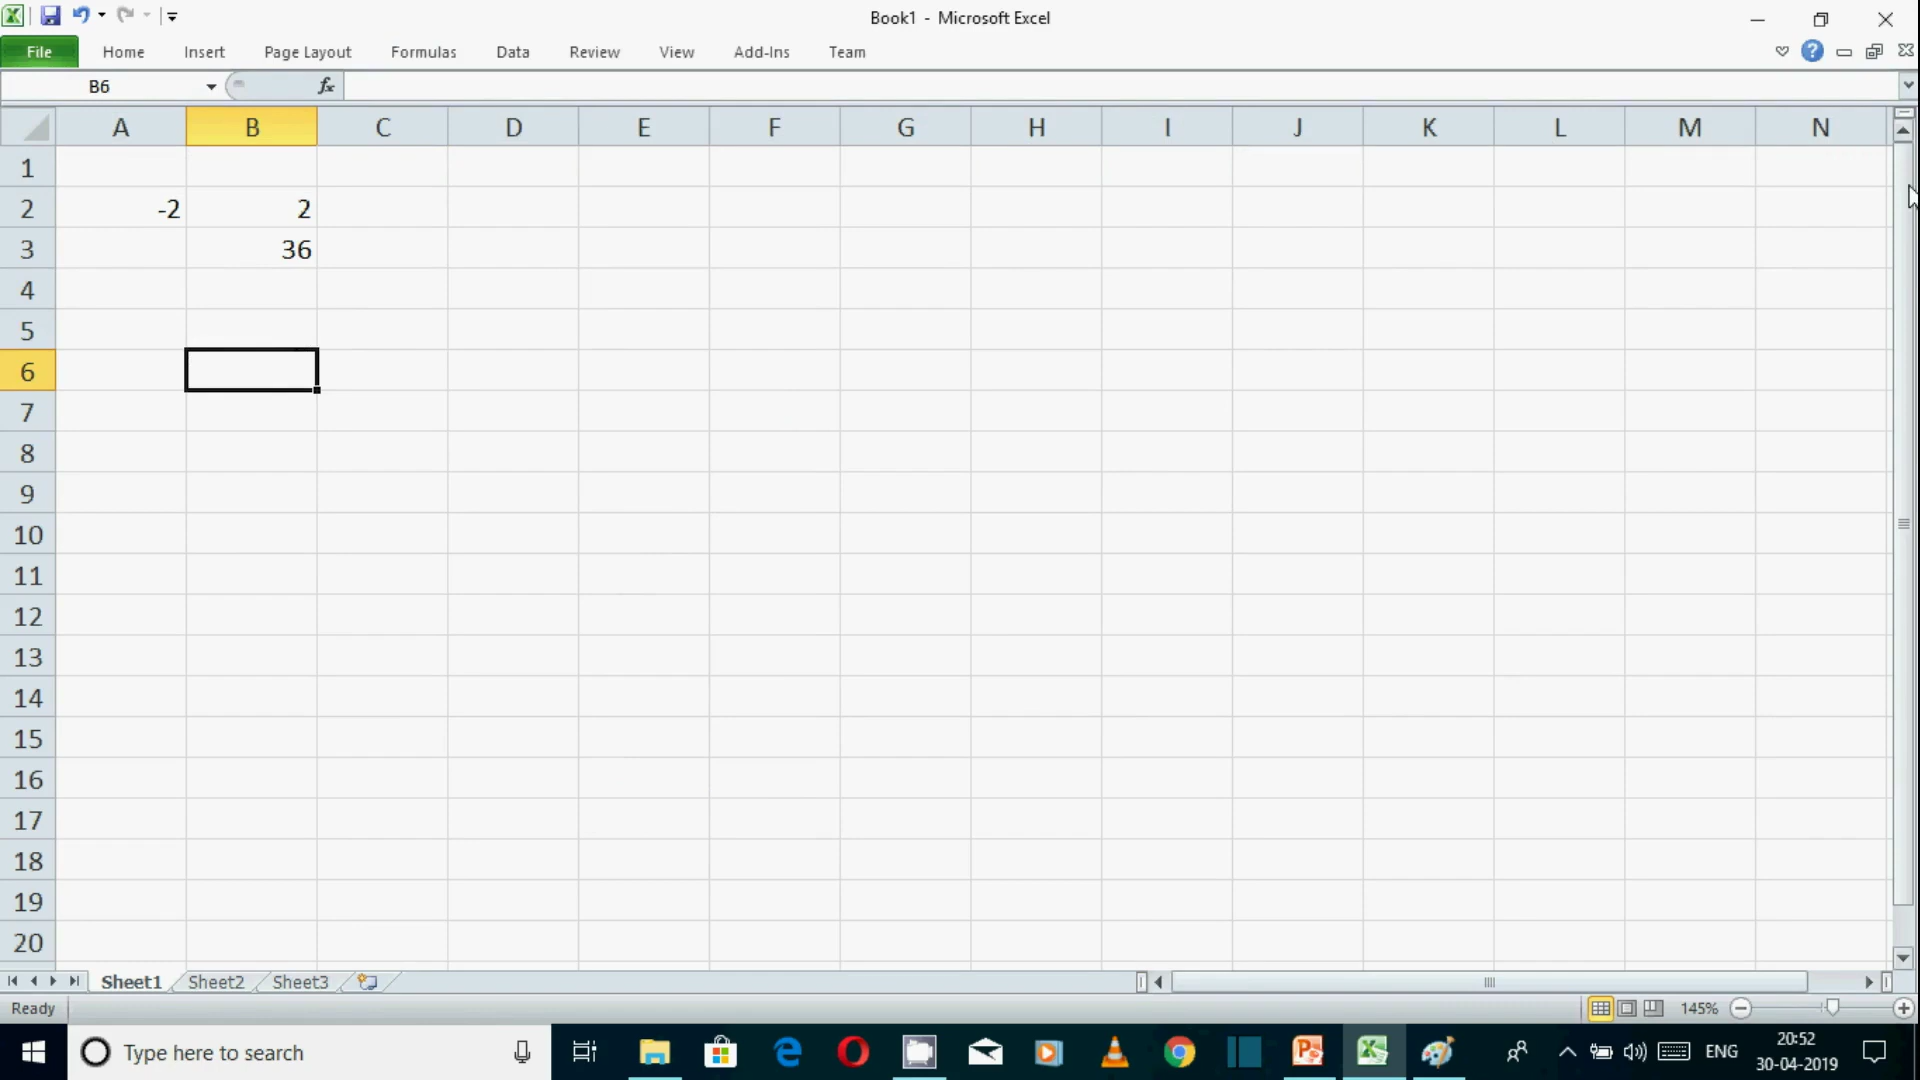 Book1 - Microsoft Excel
File Home Insert Page Layout Formulas Data Review View Add-Ins Team
B6 fx
A B C D E F G H I J K L M N
1
2 -2 2
3 36
4
5
6
7
8
9
10
11
12
13
14
15
16
17
18
19
20
Sheet1 Sheet2 Sheet3
Ready 145%
Type here to search ENG 20:52
30-04-2019